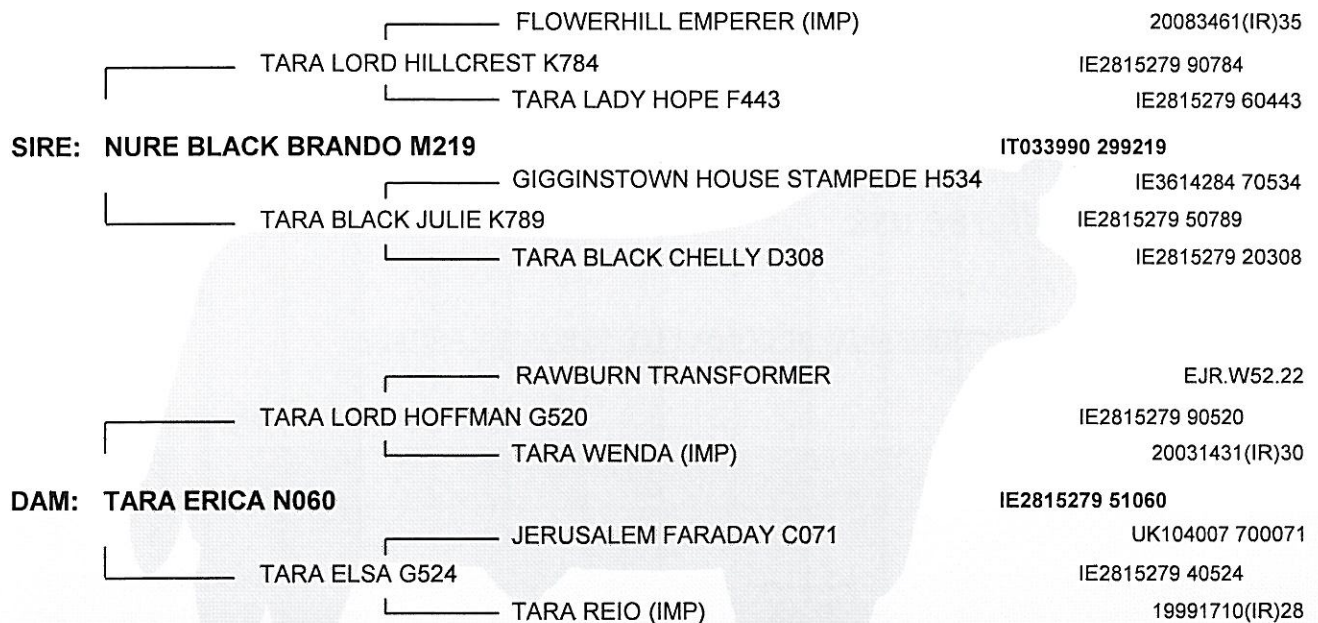 FLOWERHILL EMPERER (IMP) 20083461(IR)35
TARA LORD HILLCREST K784 IE2815279 90784
TARA LADY HOPE F443 IE2815279 60443
SIRE: NURE BLACK BRANDO M219 IT033990 299219
GIGGINSTOWN HOUSE STAMPEDE H534 IE3614284 70534
TARA BLACK JULIE K789 IE2815279 50789
TARA BLACK CHELLY D308 IE2815279 20308
RAWBURN TRANSFORMER EJR.W52.22
TARA LORD HOFFMAN G520 IE2815279 90520
TARA WENDA (IMP) 20031431(IR)30
DAM: TARA ERICA N060 IE2815279 51060
JERUSALEM FARADAY C071 UK104007 700071
TARA ELSA G524 IE2815279 40524
TARA REIO (IMP) 19991710(IR)28